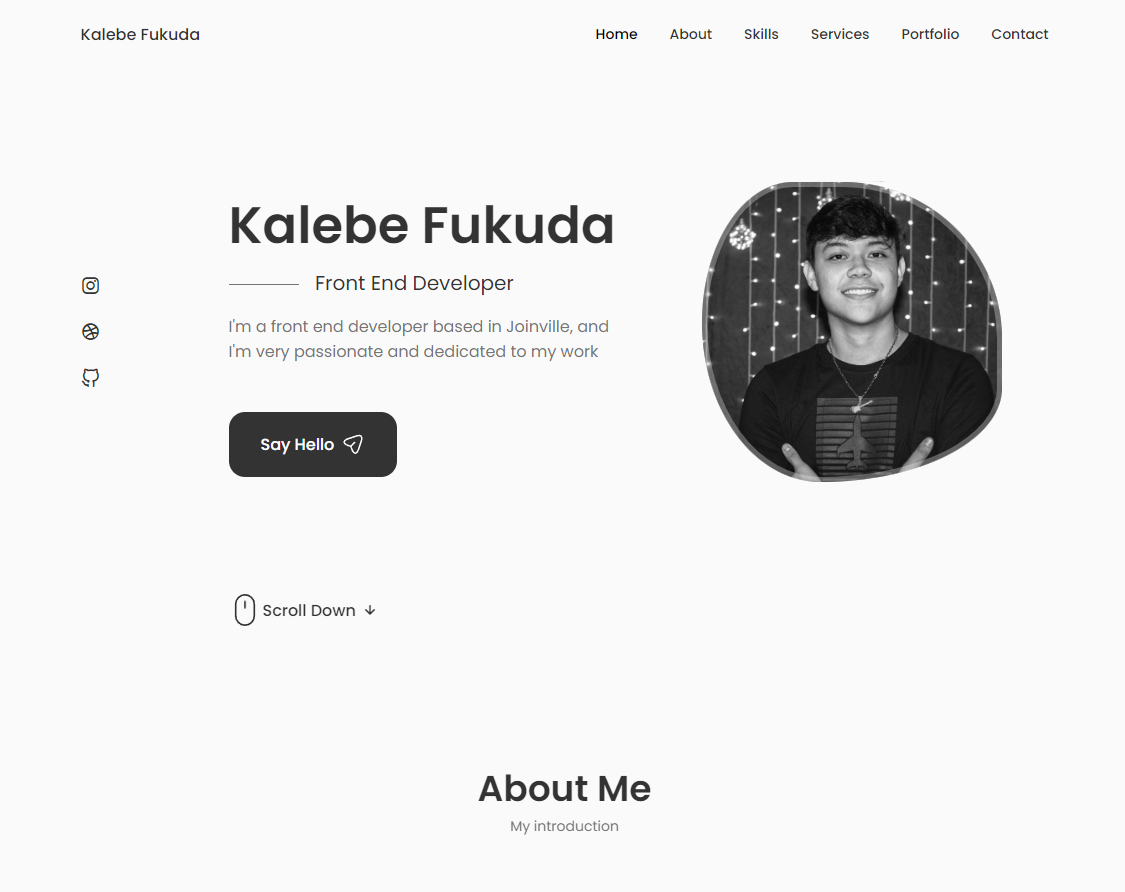 Kalebe Fukuda
Home About Skills Services Portfolio Contact
Kalebe Fukuda
Front End Developer
I'm a front end developer based in Joinville, and
I'm very passionate and dedicated to my work
Say Hello
Scroll Down
About Me
My introduction